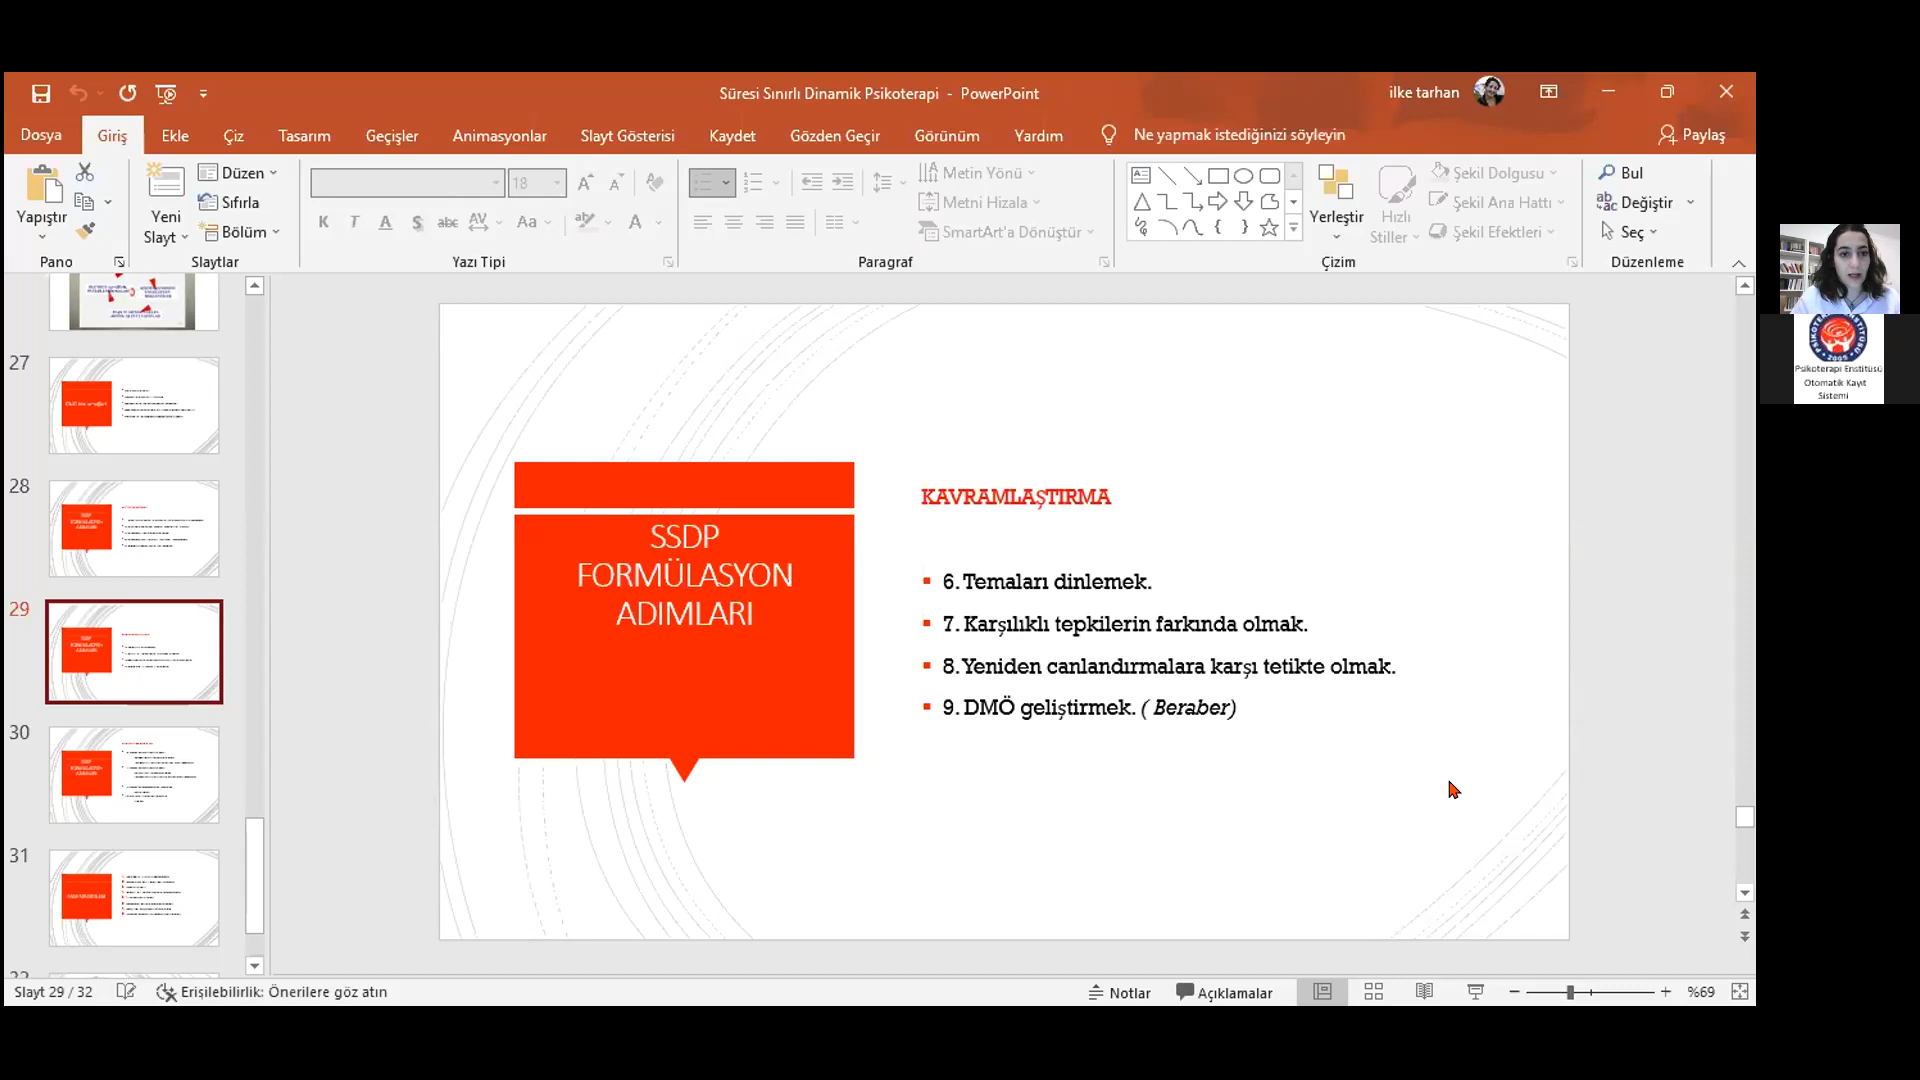 Süresi Sınırlı Dinamik Psikoterapi - PowerPoint
ilke tarhan
Dosya Giriş Ekle Çiz Tasarım Geçişler Animasyonlar Slayt Gösterisi Kaydet Gözden Geçir Görünüm Yardım Ne yapmak istediğinizi söyleyin Paylaş
Yapıştır
Yeni Slayt
Düzen
Sıfırla
Bölüm
18
K T A S abc AV Aa A
Metin Yönü
Metni Hizala
SmartArt'a Dönüştür
Yerleştir
Hızlı Stiller
Şekil Dolgusu
Şekil Ana Hattı
Şekil Efektleri
Bul
Değiştir
Seç
Pano Slaytlar Yazı Tipi Paragraf Çizim Düzenleme
27
28
29
30
31
SSDP
FORMÜLASYON
ADIMLARI
KAVRAMLAŞTIRMA
6. Temaları dinlemek.
7. Karşılıklı tepkilerin farkında olmak.
8. Yeniden canlandırmalara karşı tetikte olmak.
9. DMÖ geliştirmek. ( Beraber)
Psikoterapi Enstitüsü
Otomatik Kayıt
Sistemi
Slayt 29 / 32 Erişilebilirlik: Önerilere göz atın Notlar Açıklamalar %69